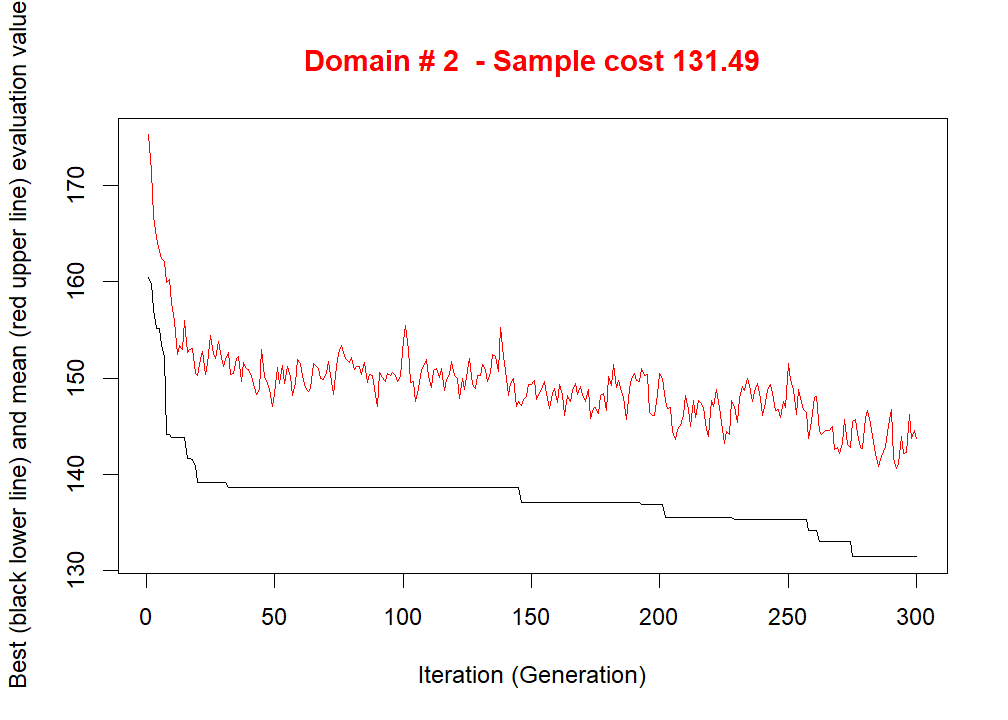 Domain # 2  - Sample cost 131.49
Best (black lower line) and mean (red upper line) evaluation value
170
160
150
140
130
0 50 100 150 200 250 300
Iteration (Generation)